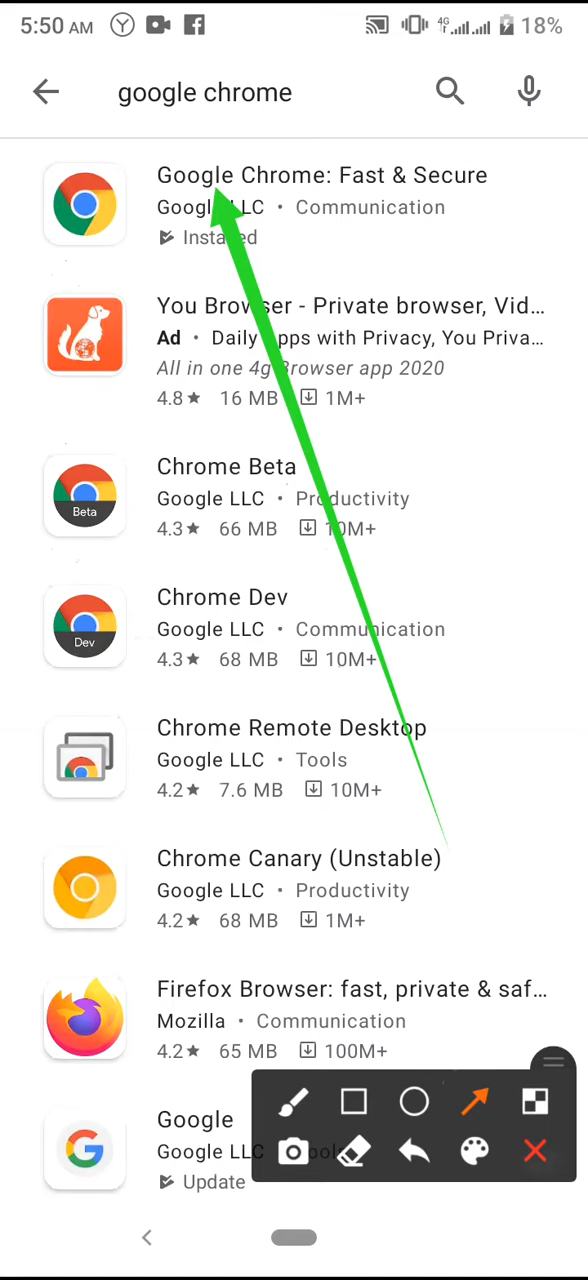 5:50 AM
4G
18%
google chrome
Google Chrome: Fast & Secure
Google LLC • Communication
Installed
You Browser - Private browser, Vid...
Ad • Daily Apps with Privacy, You Priva...
All in one 4g Browser app 2020
4.8★ 16 MB 1M+
Beta
Chrome Beta
Google LLC • Productivity
4.3★ 66 MB 10M+
Dev
Chrome Dev
Google LLC • Communication
4.3★ 68 MB 10M+
Chrome Remote Desktop
Google LLC • Tools
4.2★ 7.6 MB 10M+
Chrome Canary (Unstable)
Google LLC • Productivity
4.2★ 68 MB 1M+
Firefox Browser: fast, private & saf...
Mozilla • Communication
4.2★ 65 MB 100M+
Google
Google LLC
Update